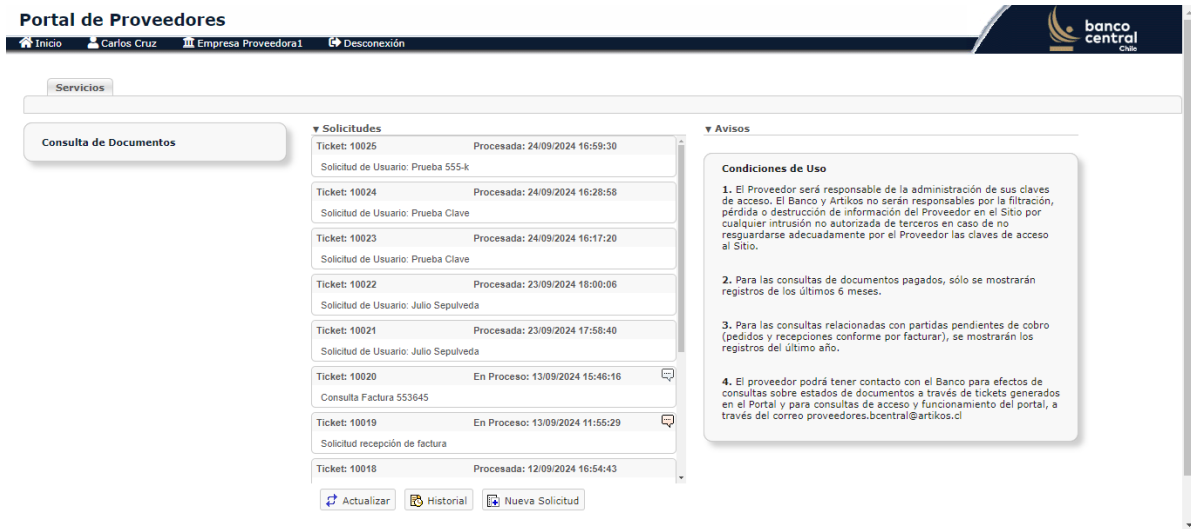 Portal de Proveedores
banco
central
Chile
Inicio Carlos Cruz Empresa Proveedora1 Desconexión
Servicios
Consulta de Documentos
▼ Solicitudes
Ticket: 10025 Procesada: 24/09/2024 16:59:30
Solicitud de Usuario: Prueba 555-k
Ticket: 10024 Procesada: 24/09/2024 16:28:58
Solicitud de Usuario: Prueba Clave
Ticket: 10023 Procesada: 24/09/2024 16:17:20
Solicitud de Usuario: Prueba Clave
Ticket: 10022 Procesada: 23/09/2024 18:00:06
Solicitud de Usuario: Julio Sepulveda
Ticket: 10021 Procesada: 23/09/2024 17:58:40
Solicitud de Usuario: Julio Sepulveda
Ticket: 10020 En Proceso: 13/09/2024 15:46:16
Consulta Factura 553645
Ticket: 10019 En Proceso: 13/09/2024 11:55:29
Solicitud recepción de factura
Ticket: 10018 Procesada: 12/09/2024 16:54:43
Actualizar Historial Nueva Solicitud
▼ Avisos
Condiciones de Uso
1. El Proveedor será responsable de la administración de sus claves
de acceso. El Banco y Artikos no serán responsables por la filtración,
pérdida o destrucción de información del Proveedor en el Sitio por
cualquier intrusión no autorizada de terceros en caso de no
resguardarse adecuadamente por el Proveedor las claves de acceso
al Sitio.
2. Para las consultas de documentos pagados, sólo se mostrarán
registros de los últimos 6 meses.
3. Para las consultas relacionadas con partidas pendientes de cobro
(pedidos y recepciones conforme por facturar), se mostrarán los
registros del último año.
4. El proveedor podrá tener contacto con el Banco para efectos de
consultas sobre estados de documentos a través de tickets generados
en el Portal y para consultas de acceso y funcionamiento del portal, a
través del correo proveedores.bcentral@artikos.cl